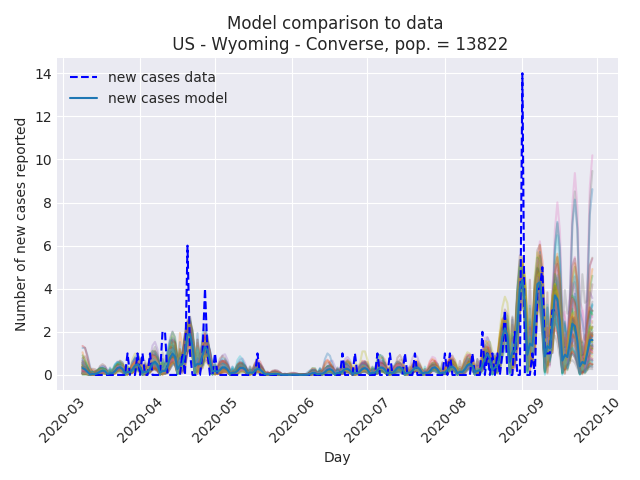 Model comparison to data
US - Wyoming - Converse, pop. = 13822
new cases data
new cases model
Number of new cases reported
14
12
10
8
6
4
2
0
2020-03
2020-04
2020-05
2020-06
2020-07
2020-08
2020-09
2020-10
Day